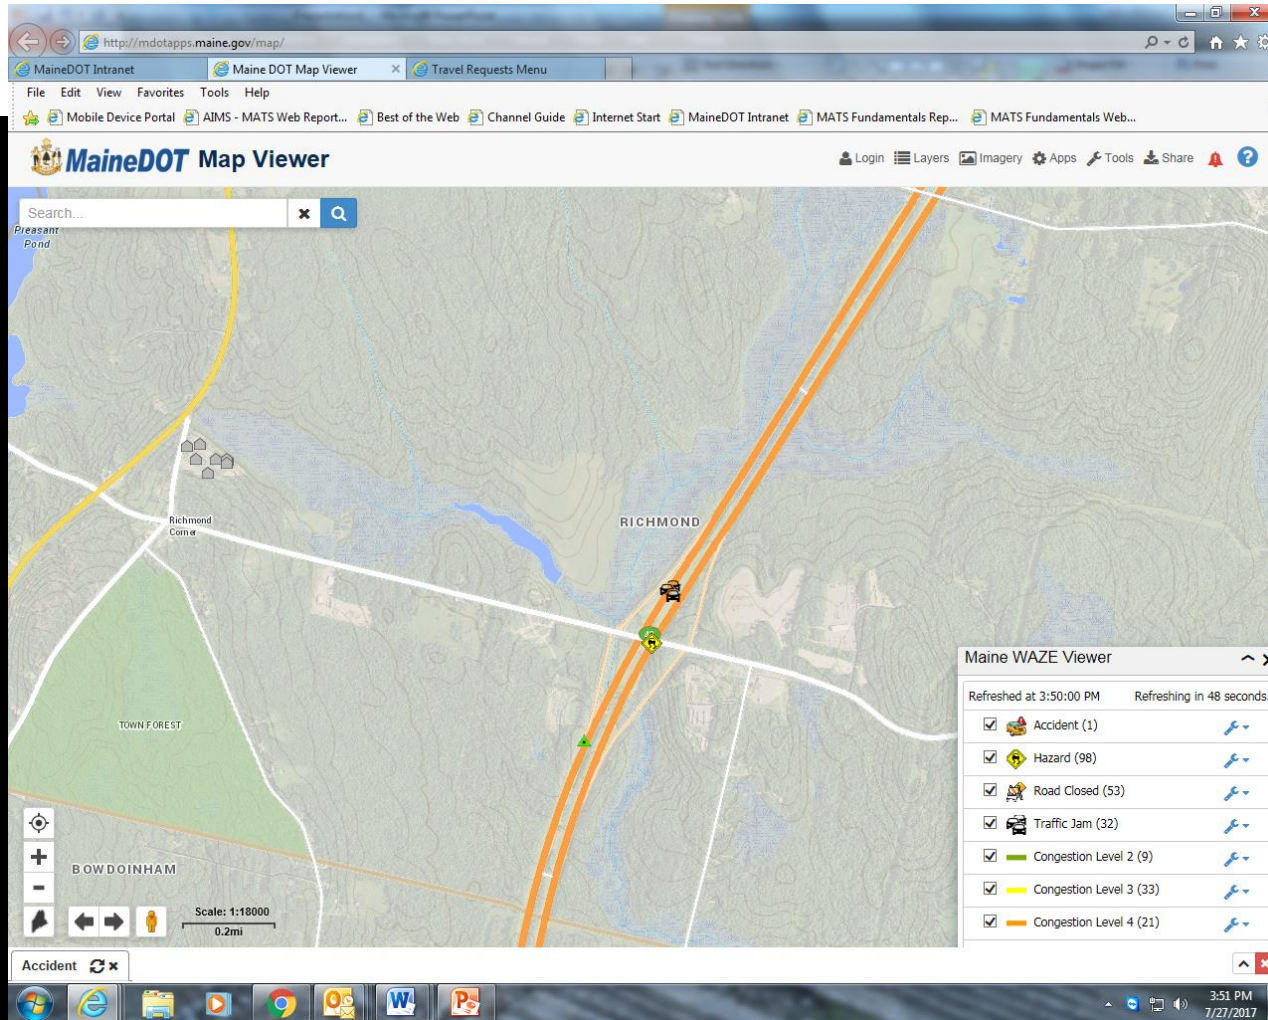 http://mdotapps.maine.gov/map/
MaineDOT Intranet
Maine DOT Map Viewer
Travel Requests Menu
File Edit View Favorites Tools Help
Mobile Device Portal AIMS - MATS Web Report... Best of the Web Channel Guide Internet Start MaineDOT Intranet MATS Fundamentals Rep... MATS Fundamentals Web...
MaineDOT Map Viewer
Login Layers Imagery Apps Tools Share
Search...
Pleasant
Pond
RICHMOND
Richmond
Corner
TOWN FOREST
BOWDOINHAM
Scale: 1:18000
0.2mi
Maine WAZE Viewer
Refreshed at 3:50:00 PM Refreshing in 48 seconds.
Accident (1)
Hazard (98)
Road Closed (53)
Traffic Jam (32)
Congestion Level 2 (9)
Congestion Level 3 (33)
Congestion Level 4 (21)
Accident
3:51 PM
7/27/2017